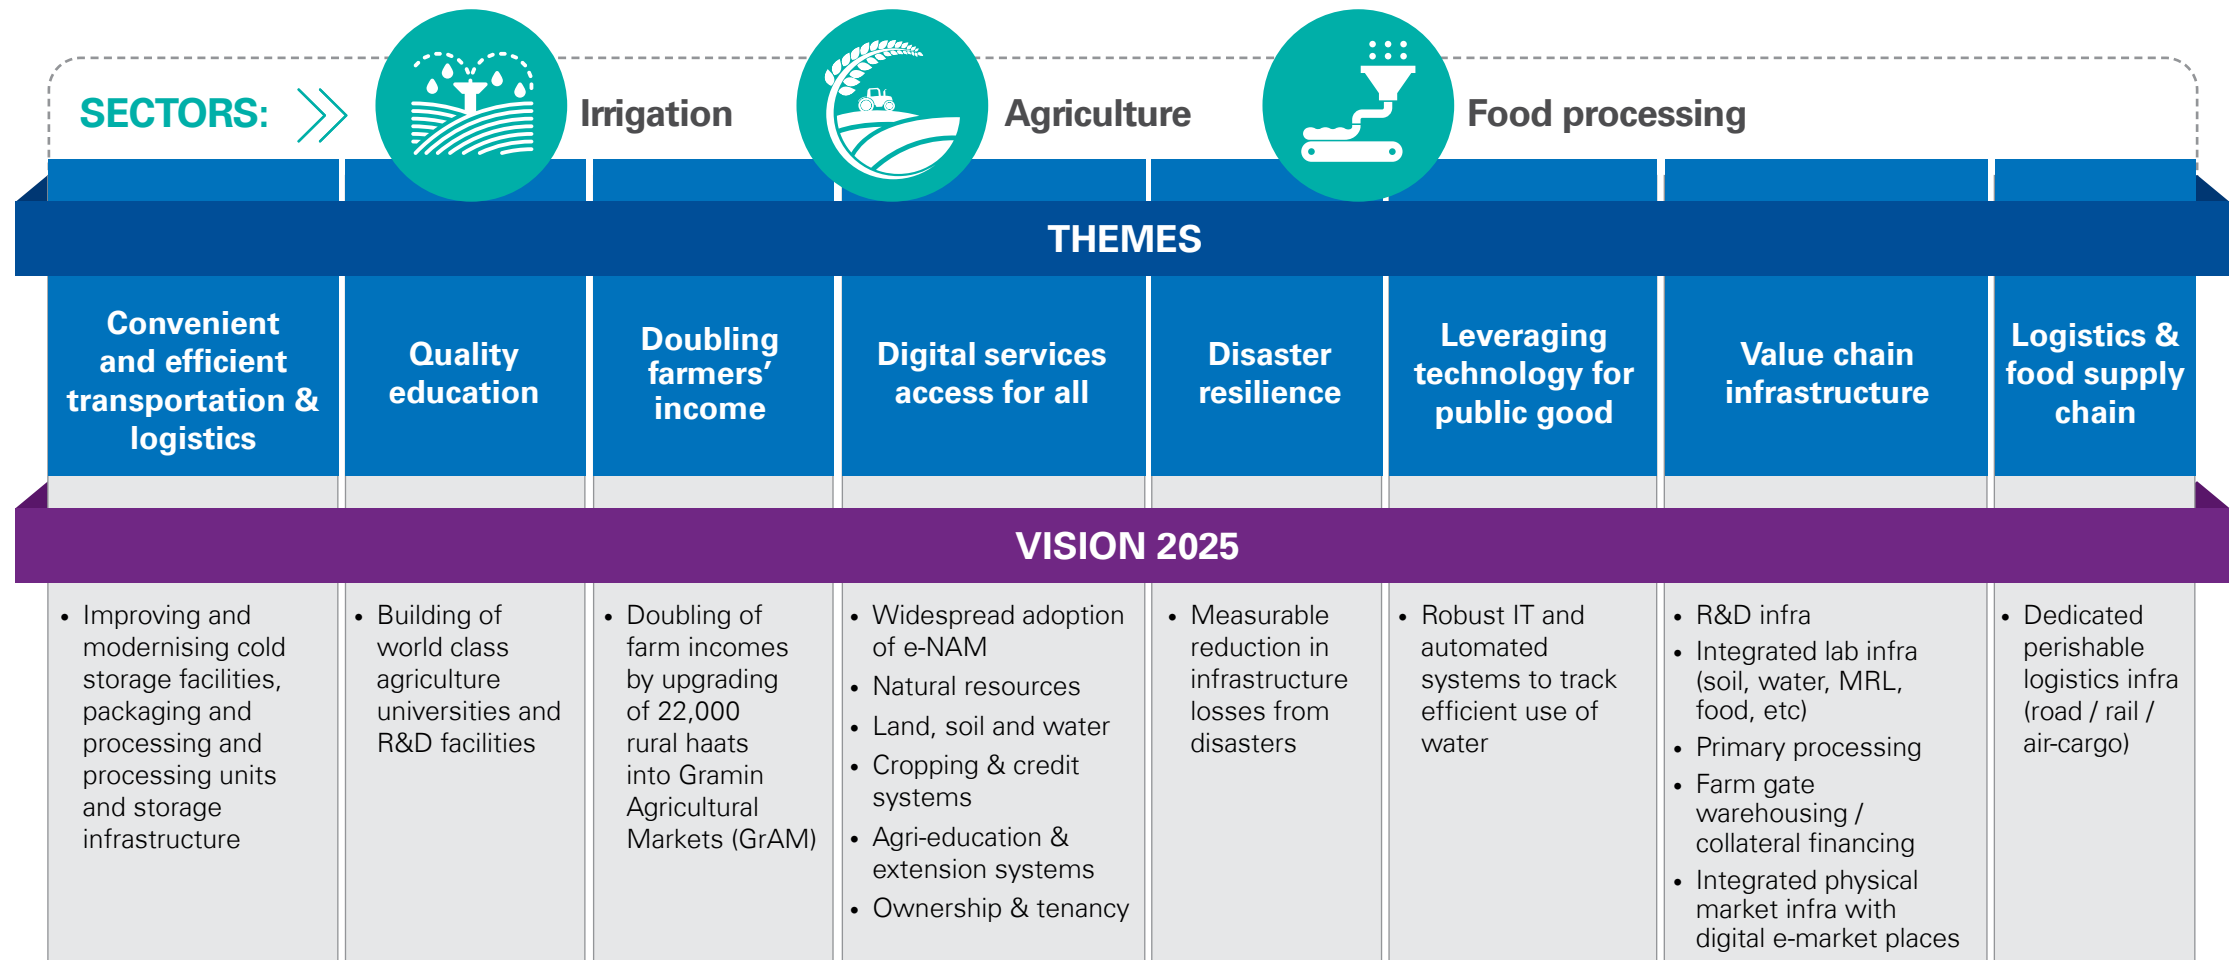 SECTORS:
Irrigation
Agriculture
Food processing
THEMES
Convenient
and efficient
transportation &
logistics
Quality
education
Doubling
farmers’
income
Digital services
access for all
Disaster
resilience
Leveraging
technology for
public good
Value chain
infrastructure
Logistics &
food supply
chain
VISION 2025
• Improving and
modernising cold
storage facilities,
packaging and
processing and
processing units
and storage
infrastructure
• Building of
world class
agriculture
universities and
R&D facilities
• Doubling of
farm incomes
by upgrading
of 22,000
rural haats
into Gramin
Agricultural
Markets (GrAM)
• Widespread adoption
of e-NAM
• Natural resources
• Land, soil and water
• Cropping & credit
systems
• Agri-education &
extension systems
• Ownership & tenancy
• Measurable
reduction in
infrastructure
losses from
disasters
• Robust IT and
automated
systems to track
efficient use of
water
• R&D infra
• Integrated lab infra
(soil, water, MRL,
food, etc)
• Primary processing
• Farm gate
warehousing /
collateral financing
• Integrated physical
market infra with
digital e-market places
• Dedicated
perishable
logistics infra
(road / rail /
air-cargo)